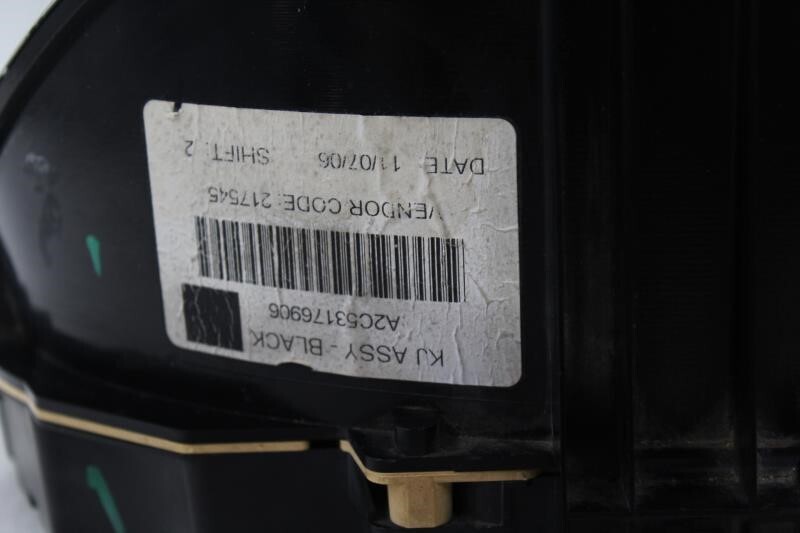 KJ ASSY - BLACK
A2C53176906
VENDOR CODE: 217545
DATE: 11/07/06 SHIFT: 2